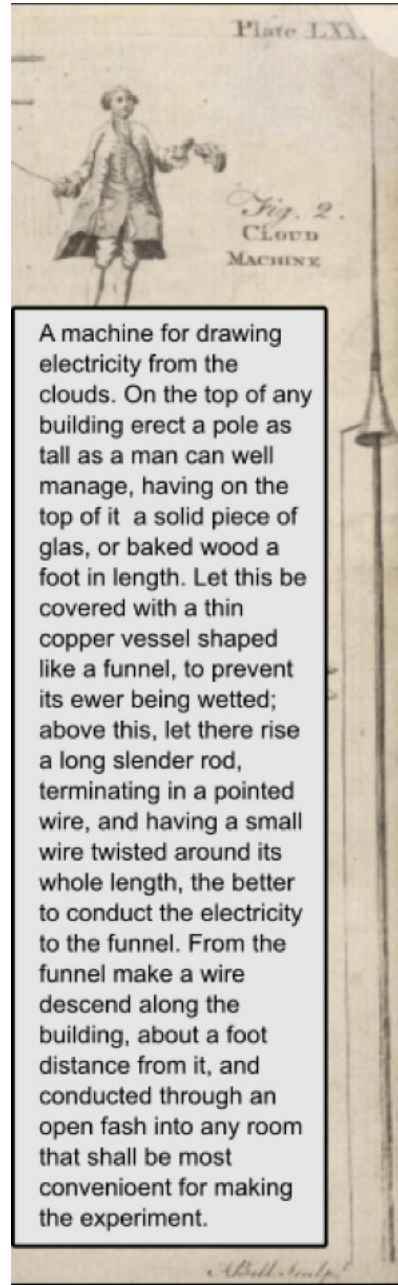 Plate LXI
Fig. 2.
CLOUD
MACHINE
A machine for drawing
electricity from the
clouds. On the top of any
building erect a pole as
tall as a man can well
manage, having on the
top of it a solid piece of
glas, or baked wood a
foot in length. Let this be
covered with a thin
copper vessel shaped
like a funnel, to prevent
its ewer being wetted;
above this, let there rise
a long slender rod,
terminating in a pointed
wire, and having a small
wire twisted around its
whole length, the better
to conduct the electricity
to the funnel. From the
funnel make a wire
descend along the
building, about a foot
distance from it, and
conducted through an
open fash into any room
that shall be most
convenioent for making
the experiment.
ABell Sculpt